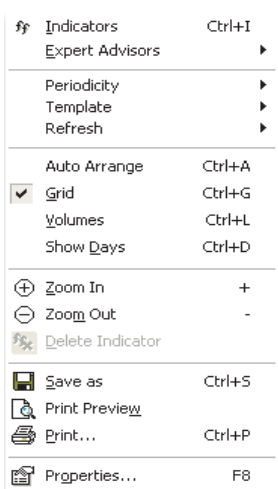 Indicators Ctrl+I
Expert Advisors
Periodicity
Template
Refresh
Auto Arrange Ctrl+A
Grid Ctrl+G
Volumes Ctrl+L
Show Days Ctrl+D
Zoom In +
Zoom Out -
Delete Indicator
Save as Ctrl+S
Print Preview
Print... Ctrl+P
Properties... F8